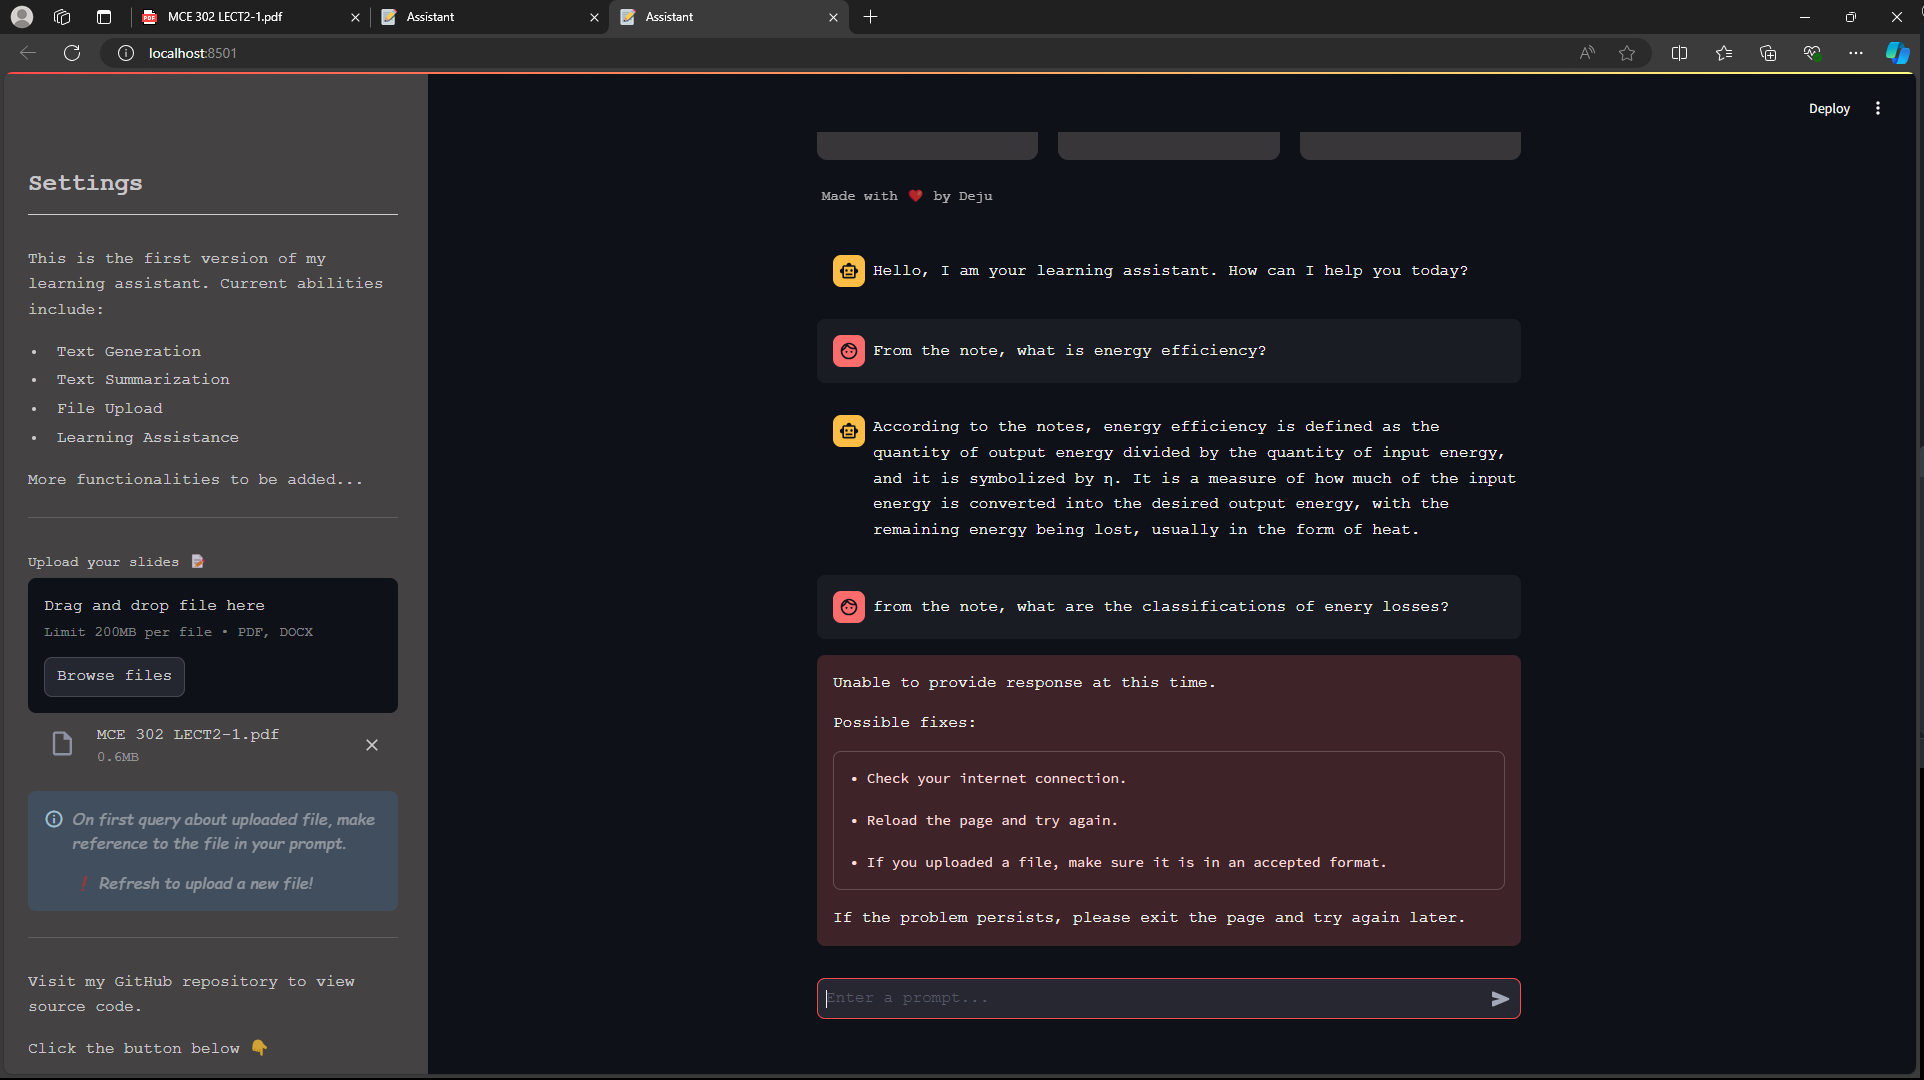 MCE 302 LECT2-1.pdf
Assistant
Assistant
localhost:8501
Deploy
Settings
This is the first version of my
learning assistant. Current abilities
include:
• Text Generation
• Text Summarization
• File Upload
• Learning Assistance
More functionalities to be added...
Upload your slides 📝
Drag and drop file here
Limit 200MB per file • PDF, DOCX
Browse files
MCE 302 LECT2-1.pdf
0.6MB
On first query about uploaded file, make
reference to the file in your prompt.
❗ Refresh to upload a new file!
Visit my GitHub repository to view
source code.
Click the button below 👇
Made with ❤️ by Deju
Hello, I am your learning assistant. How can I help you today?
From the note, what is energy efficiency?
According to the notes, energy efficiency is defined as the
quantity of output energy divided by the quantity of input energy,
and it is symbolized by η. It is a measure of how much of the input
energy is converted into the desired output energy, with the
remaining energy being lost, usually in the form of heat.
from the note, what are the classifications of enery losses?
Unable to provide response at this time.
Possible fixes:
• Check your internet connection.
• Reload the page and try again.
• If you uploaded a file, make sure it is in an accepted format.
If the problem persists, please exit the page and try again later.
Enter a prompt...